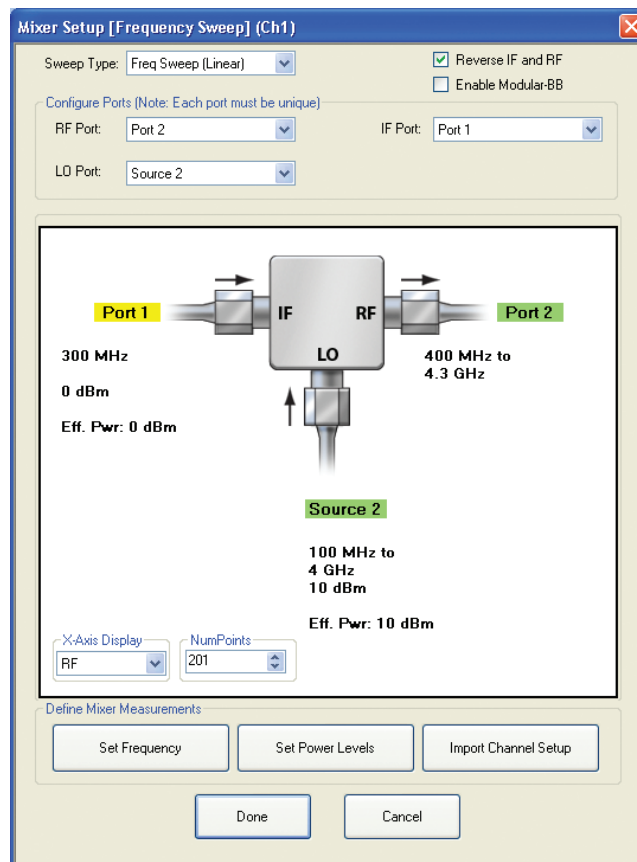 Mixer Setup [Frequency Sweep] (Ch1)
Sweep Type: Freq Sweep (Linear)
Reverse IF and RF
Enable Modular-BB
Configure Ports (Note: Each port must be unique)
RF Port: Port 2
IF Port: Port 1
LO Port: Source 2
Port 1
IF
RF
Port 2
LO
300 MHz
0 dBm
Eff. Pwr: 0 dBm
400 MHz to
4.3 GHz
Source 2
100 MHz to
4 GHz
10 dBm
Eff. Pwr: 10 dBm
X-Axis Display
RF
NumPoints
201
Define Mixer Measurements
Set Frequency
Set Power Levels
Import Channel Setup
Done
Cancel